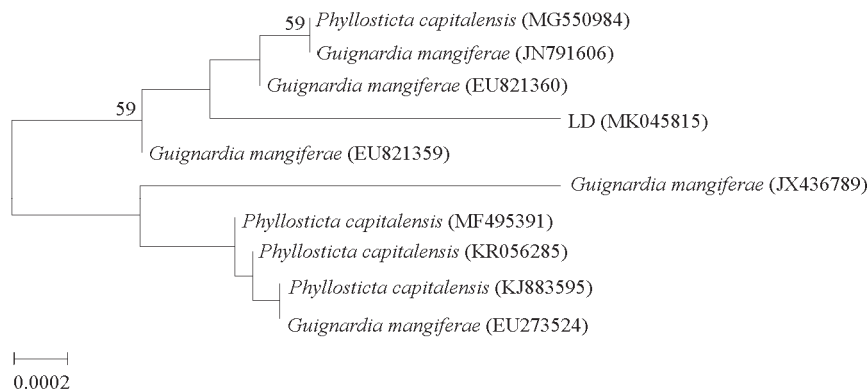 59
Phyllosticta capitalensis (MG550984)
Guignardia mangiferae (JN791606)
Guignardia mangiferae (EU821360)
59
LD (MK045815)
Guignardia mangiferae (EU821359)
Guignardia mangiferae (JX436789)
Phyllosticta capitalensis (MF495391)
Phyllosticta capitalensis (KR056285)
Phyllosticta capitalensis (KJ883595)
Guignardia mangiferae (EU273524)
0.0002